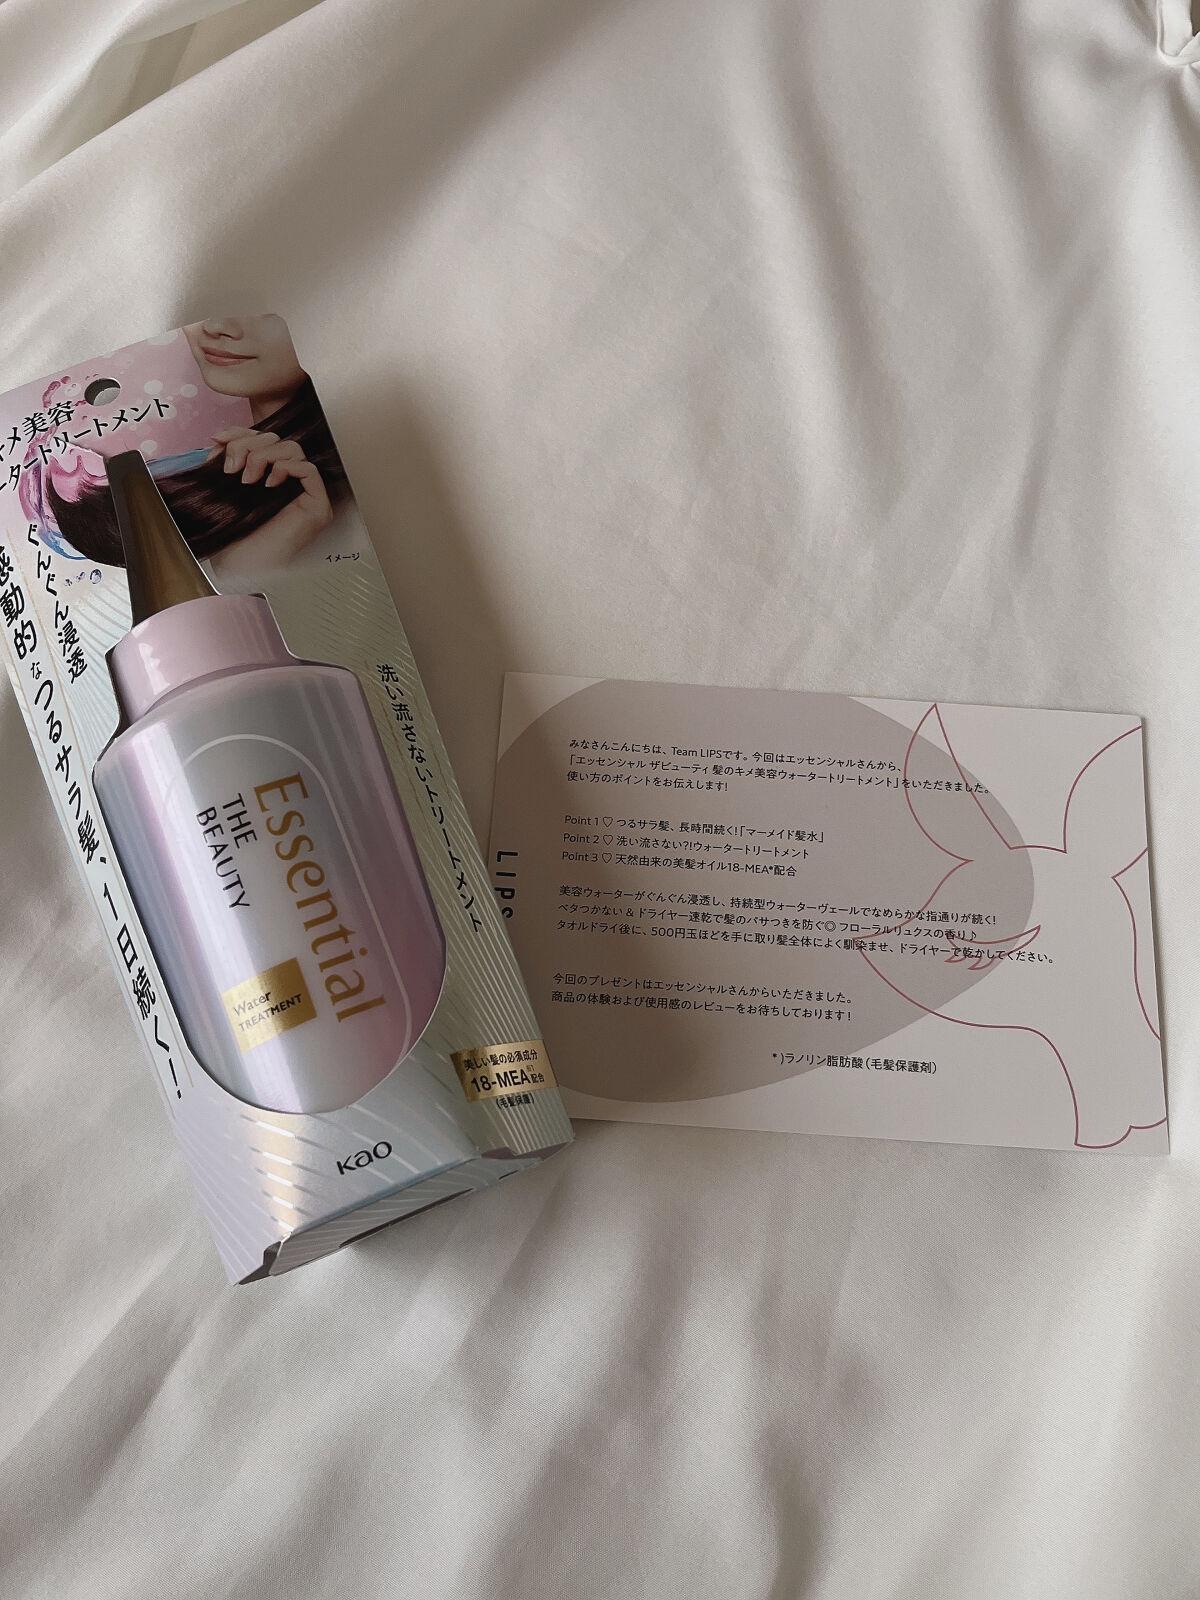 キメ美容
ータートリートメント
イメージ
ぐんぐん浸透
感動的なつるサラ髪、1日続く!
洗い流さないトリートメント
Essential
THE
BEAUTY
Water
TREATMENT
美しい髪の必須成分
18-MEA※1配合
(毛髪保護)
Kao
LIPS
みなさんこんにちは、Team LIPSです。今回はエッセンシャルさんから、
「エッセンシャル ザビューティ 髪のキメ美容ウォータートリートメント」をいただきました。
使い方のポイントをお伝えします!
Point 1 ♡ つるサラ髪、長時間続く!「マーメイド髪水」
Point 2 ♡ 洗い流さない?!ウォータートリートメント
Point 3 ♡ 天然由来の美髪オイル18-MEA*配合
美容ウォーターがぐんぐん浸透し、持続型ウォーターヴェールでなめらかな指通りが続く!
ベタつかない & ドライヤー速乾で髪のパサつきを防ぐ◎ フローラルリュクスの香り♪
タオルドライ後に、500円玉ほどを手に取り髪全体によく馴染ませ、ドライヤーで乾かしてください。
今回のプレゼントはエッセンシャルさんからいただきました。
商品の体験および使用感のレビューをお待ちしております!
*)ラノリン脂肪酸(毛髪保護剤)